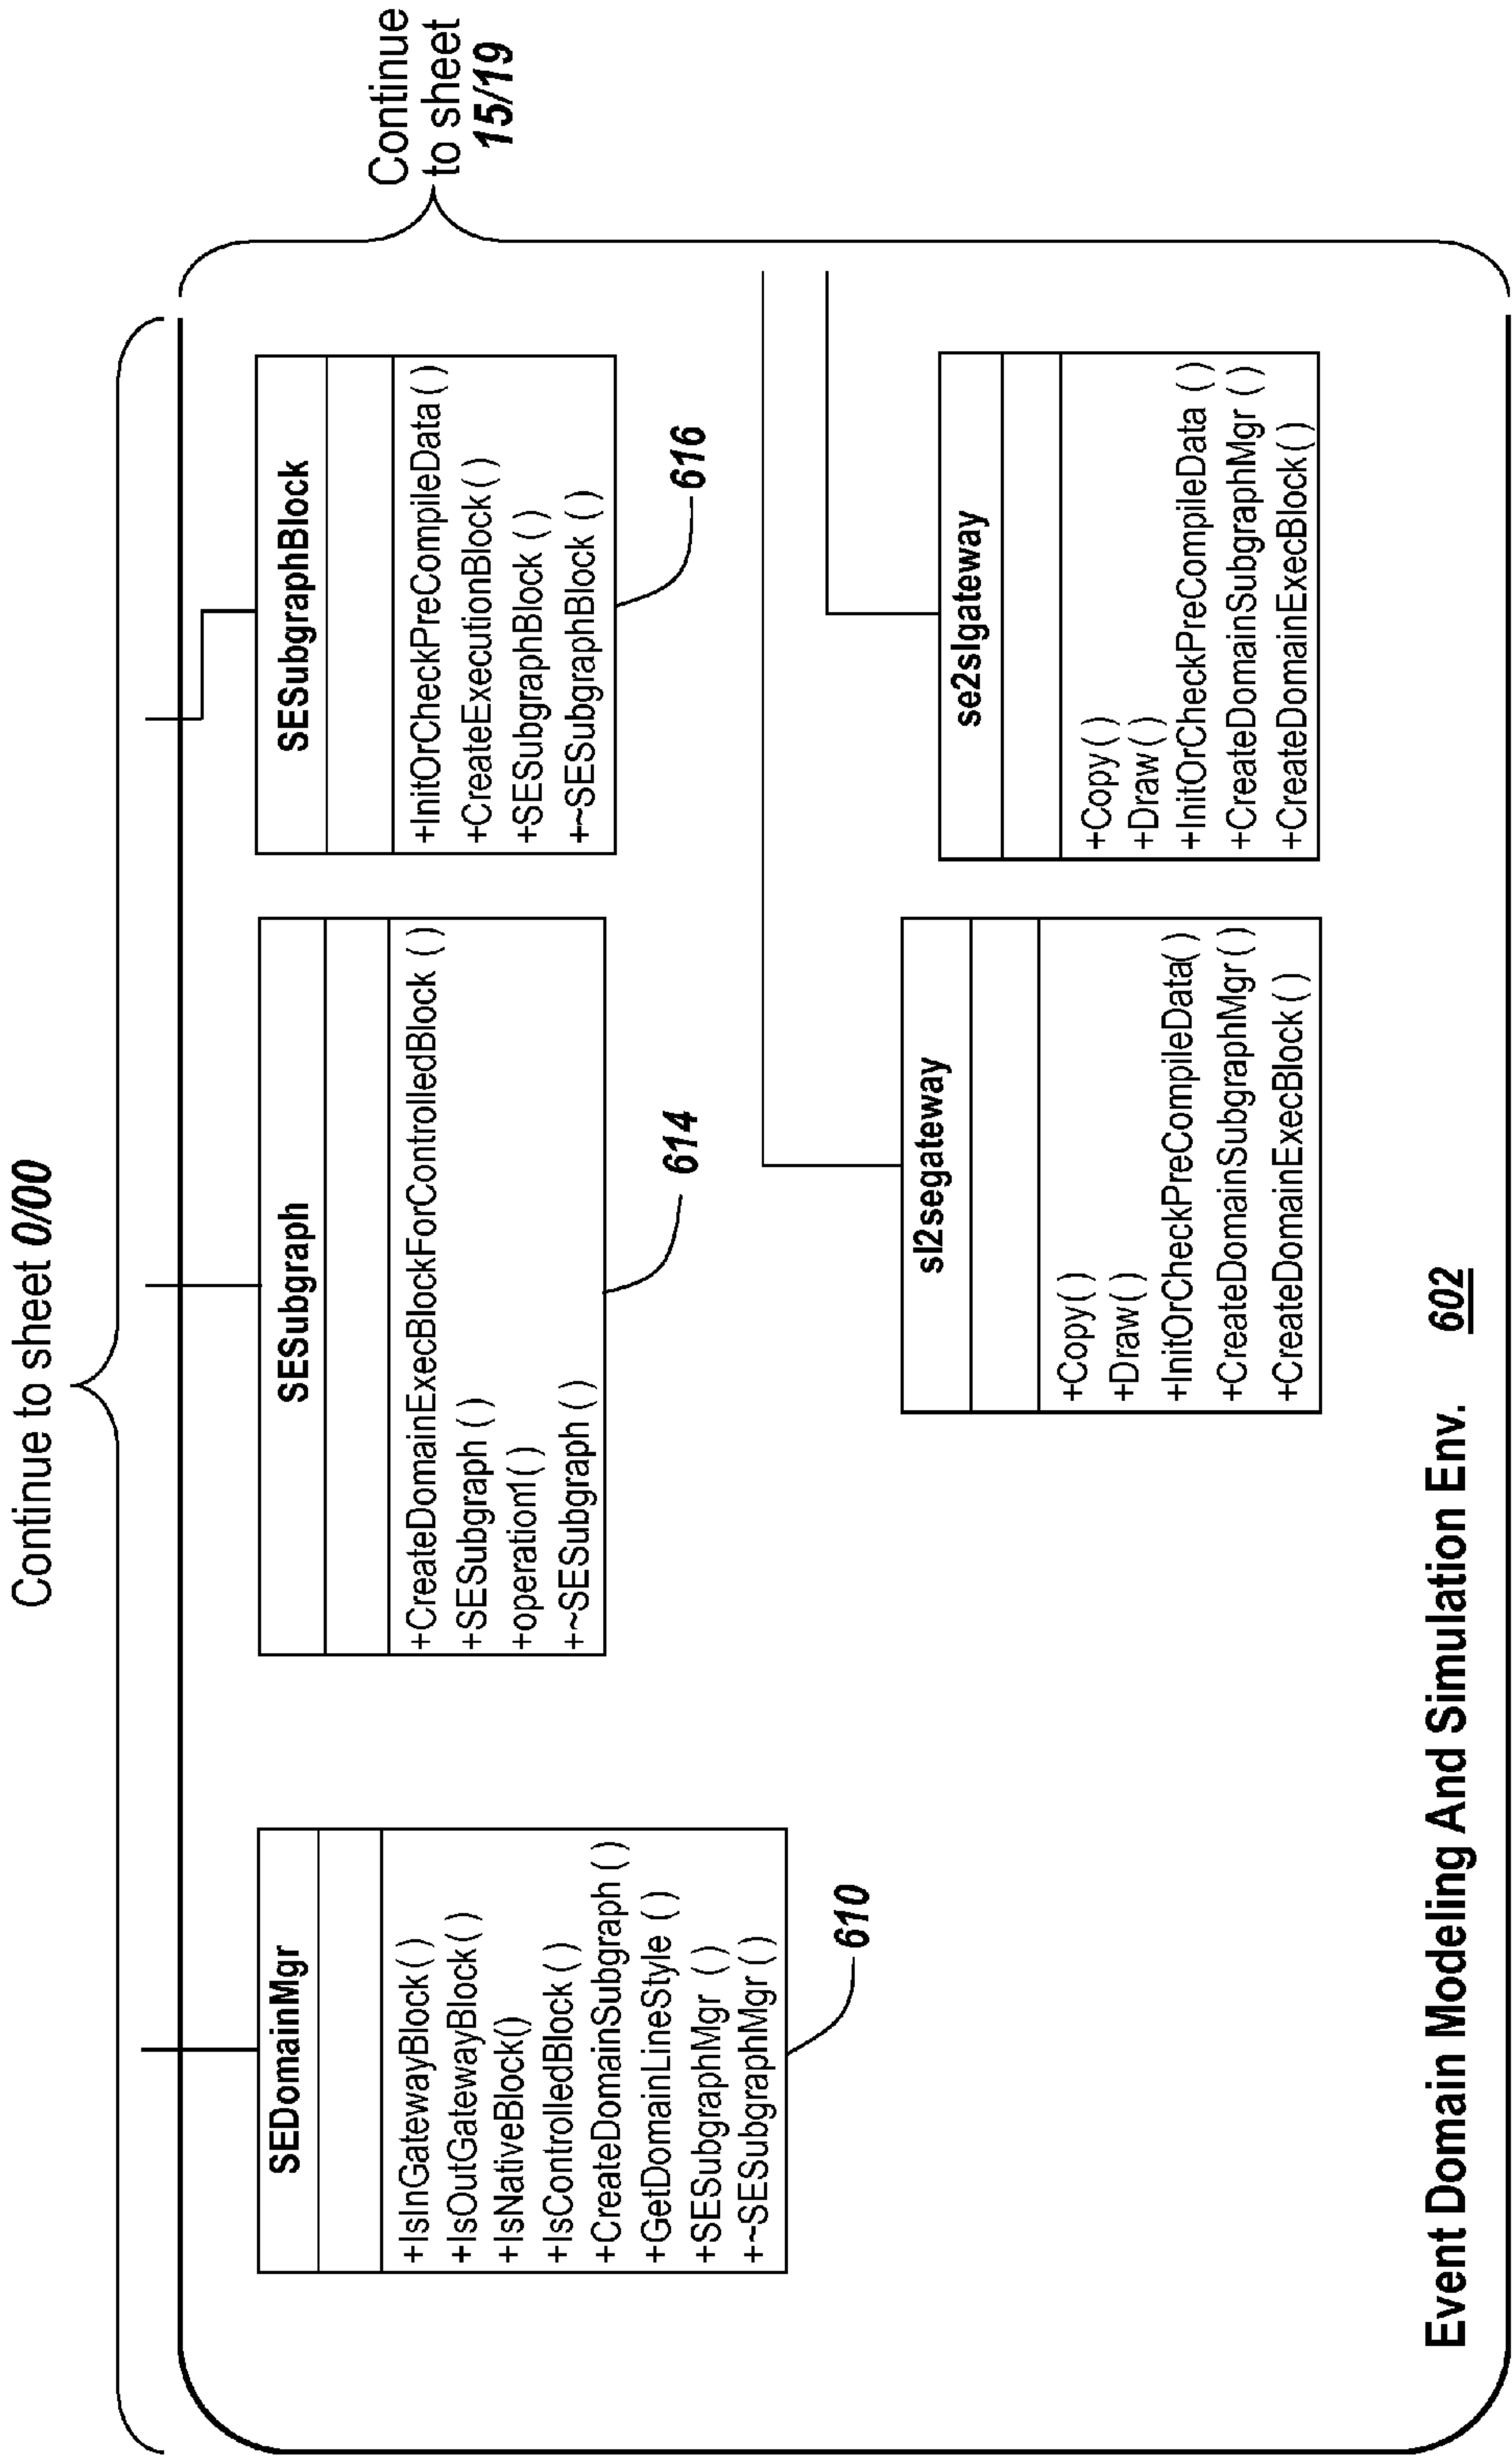 Continue to sheet 0/00
Continue
to sheet
15/19
SEDomainMgr
+IsInGatewayBlock()
+IsOutGatewayBlock()
+IsNativeBlock()
+IsControlledBlock()
+CreateDomainSubgraph ()
+GetDomainLineStyle ()
+SESubgraphMgr ()
+~SESubgraphMgr ()
610
SESubgraph
+CreateDomainExecBlockForControlledBlock ()
+SESubgraph ()
+operation1()
+~SESubgraph ()
614
SESubgraphBlock
+InitOrCheckPreCompileData ()
+CreateExecutionBlock()
+SESubgraphBlock ()
+~SESubgraphBlock ()
616
sl2segateway
+Copy()
+Draw()
+InitOrCheckPreCompileData()
+CreateDomainSubgraphMgr()
+CreateDomainExecBlock ()
se2slgateway
+Copy()
+Draw()
+InitOrCheckPreCompileData ()
+CreateDomainSubgraphMgr ()
+CreateDomainExecBlock()
Event Domain Modeling And Simulation Env. 602